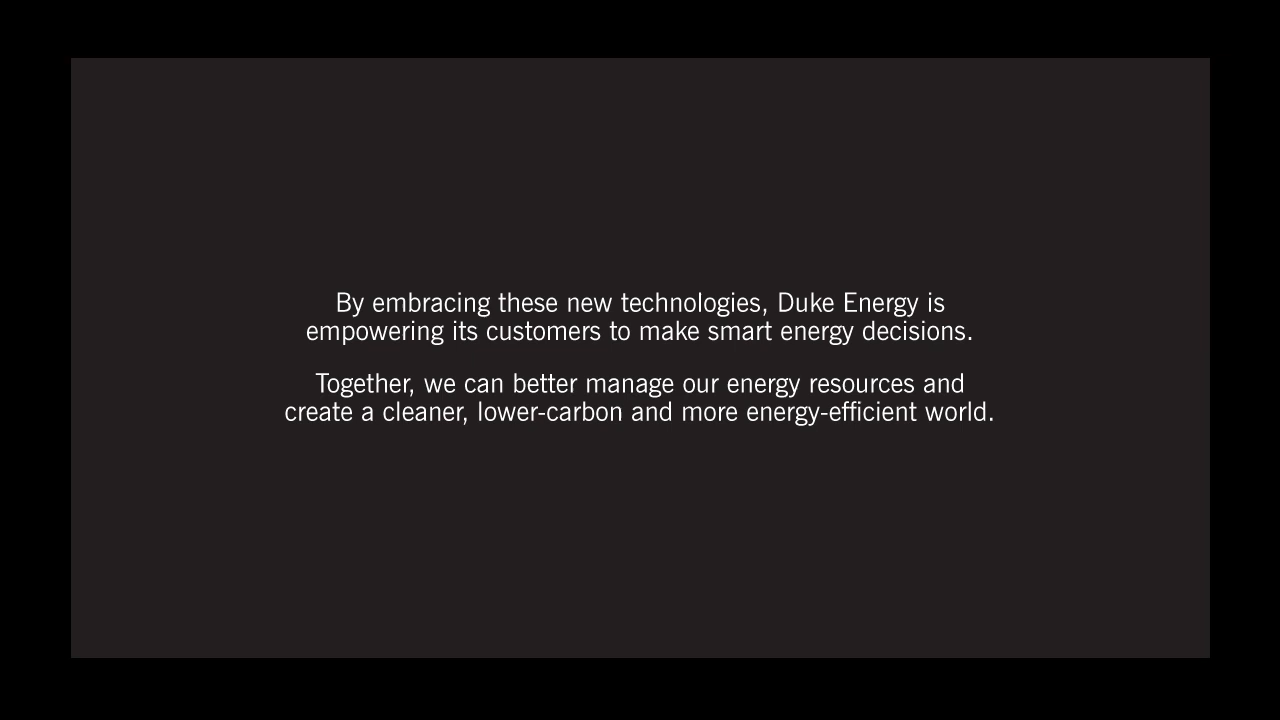 By embracing these new technologies, Duke Energy is
empowering its customers to make smart energy decisions.
Together, we can better manage our energy resources and
create a cleaner, lower-carbon and more energy-efficient world.